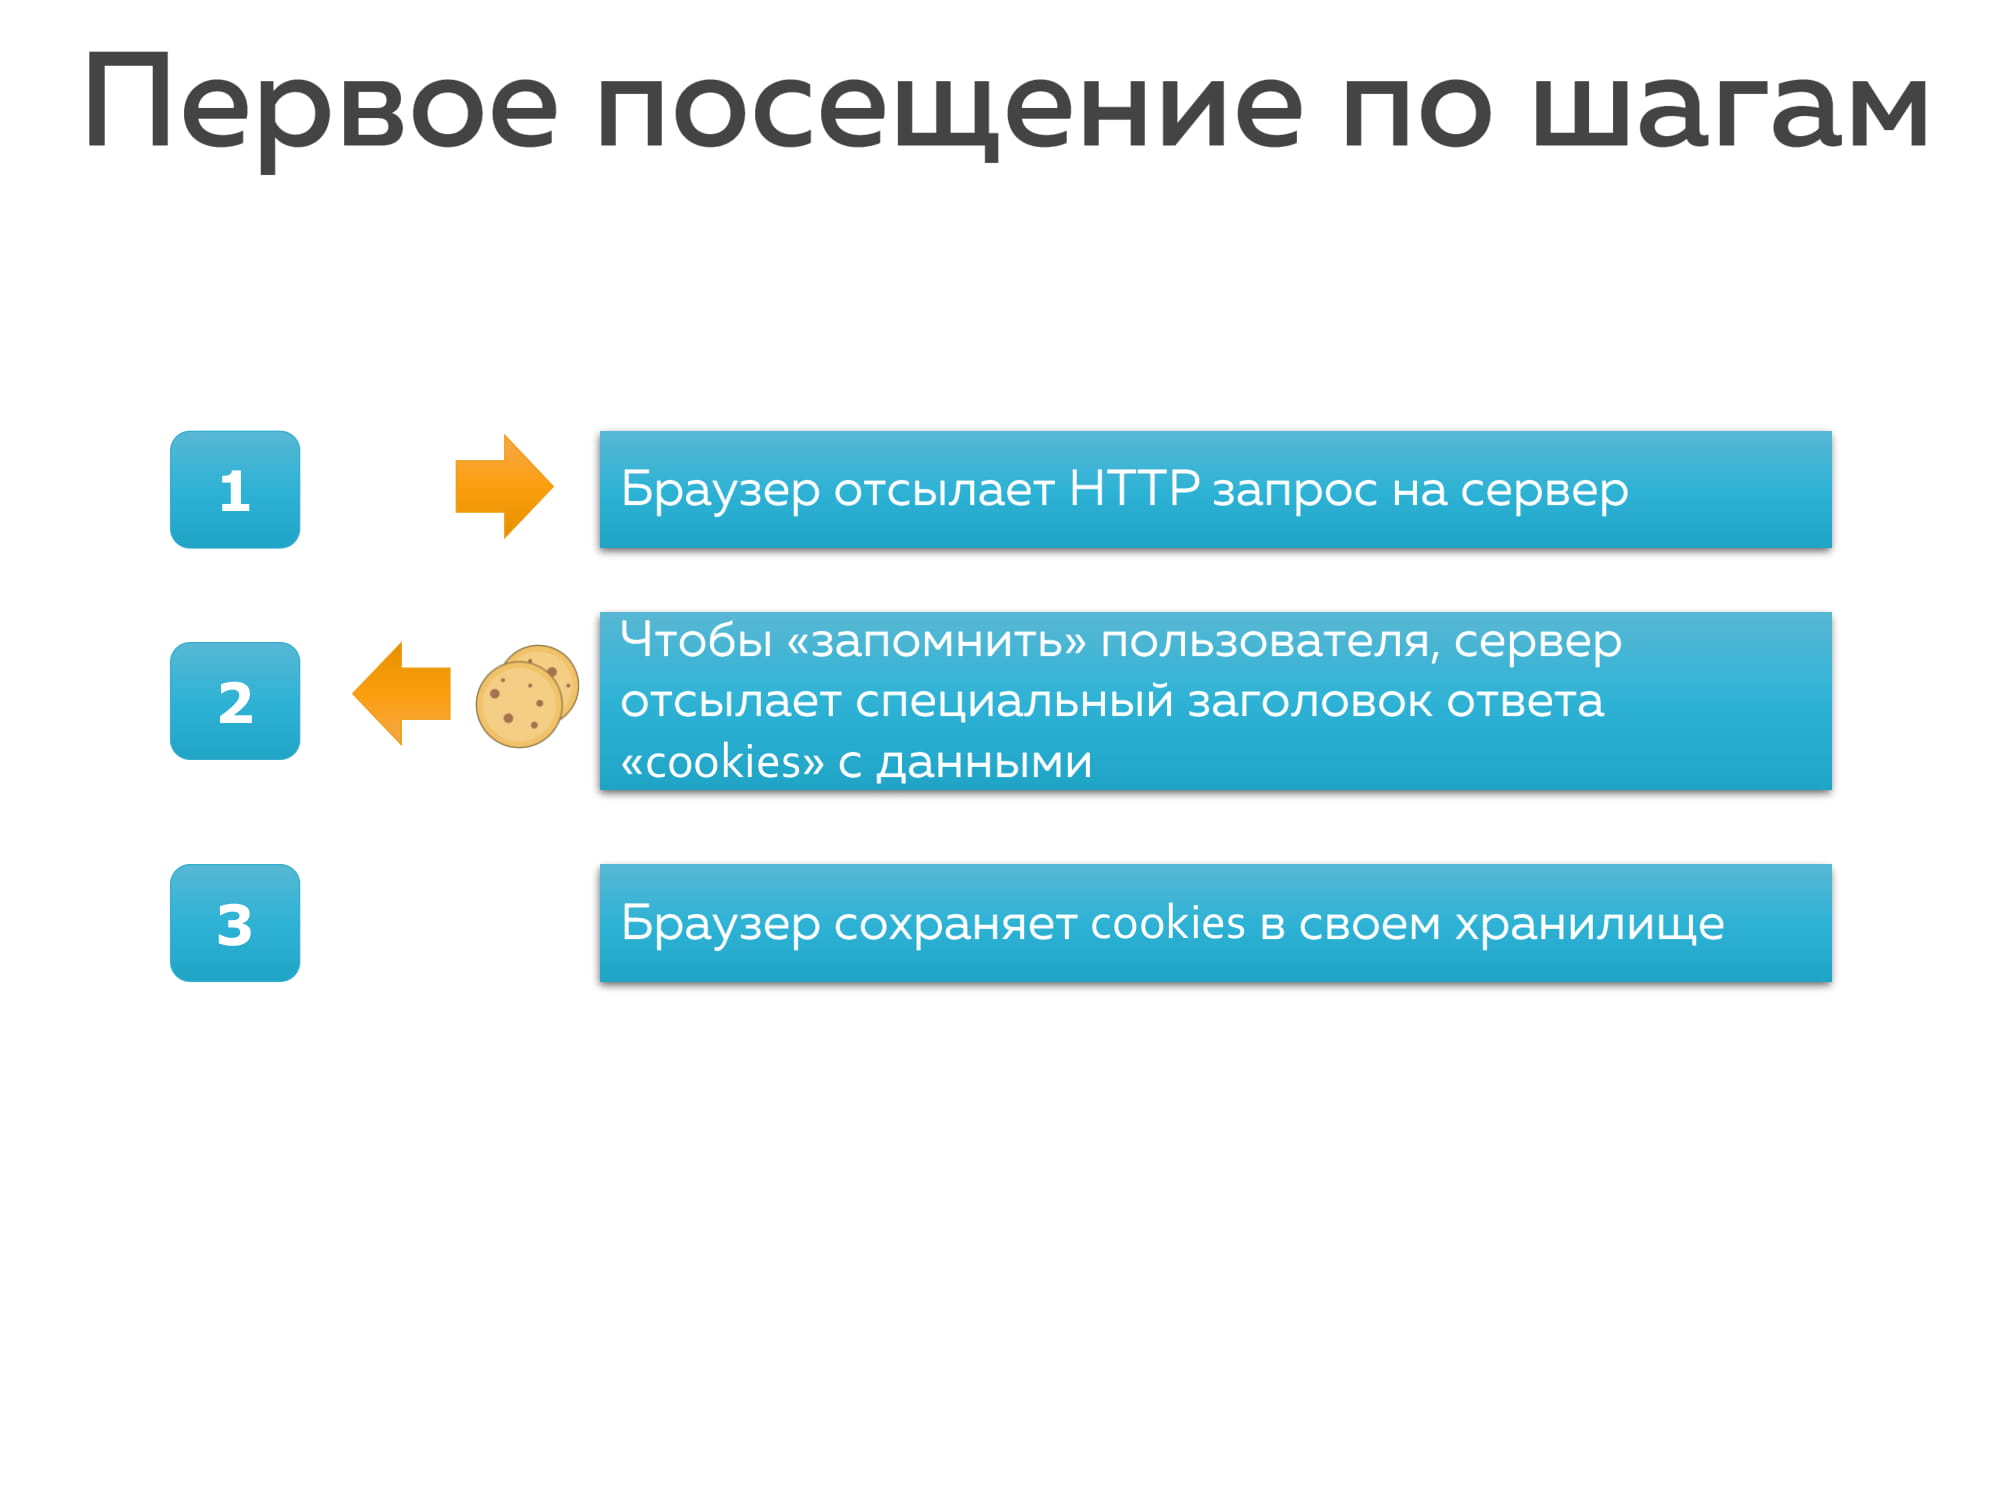 Первое посещение по шагам
1
Браузер отсылает HTTP запрос на сервер
2
Чтобы «запомнить» пользователя, сервер
отсылает специальный заголовок ответа
«cookies» с данными
3
Браузер сохраняет cookies в своем хранилище